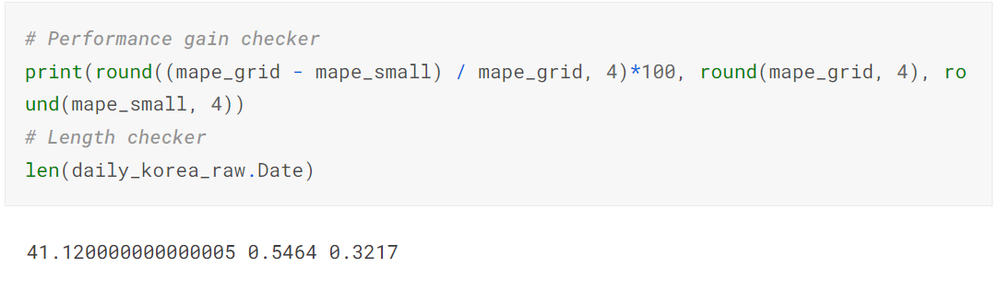 # Performance gain checker
print(round((mape_grid - mape_small) / mape_grid, 4)*100, round(mape_grid, 4), ro
und(mape_small, 4))
# Length checker
len(daily_korea_raw.Date)
41.120000000000005 0.5464 0.3217